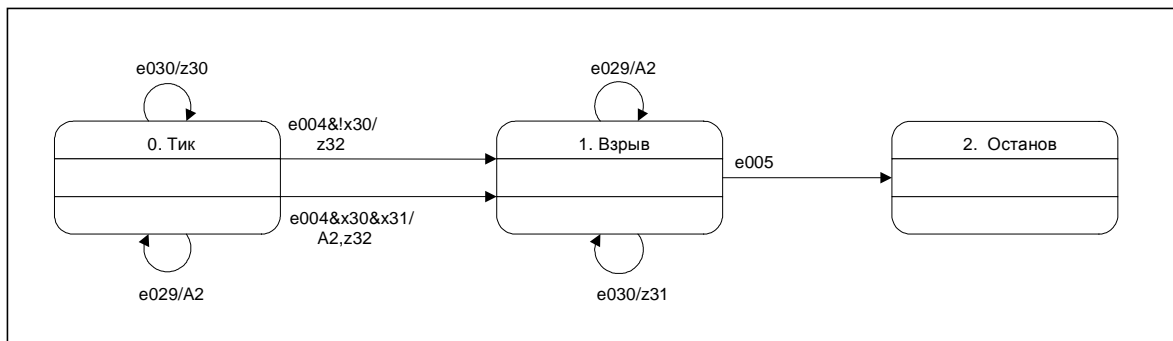 e030/z30
e029/A2
e004&!x30/
z32
0. Тик
1. Взрыв
2. Останов
e005
e004&x30&x31/
A2,z32
e029/A2
e030/z31